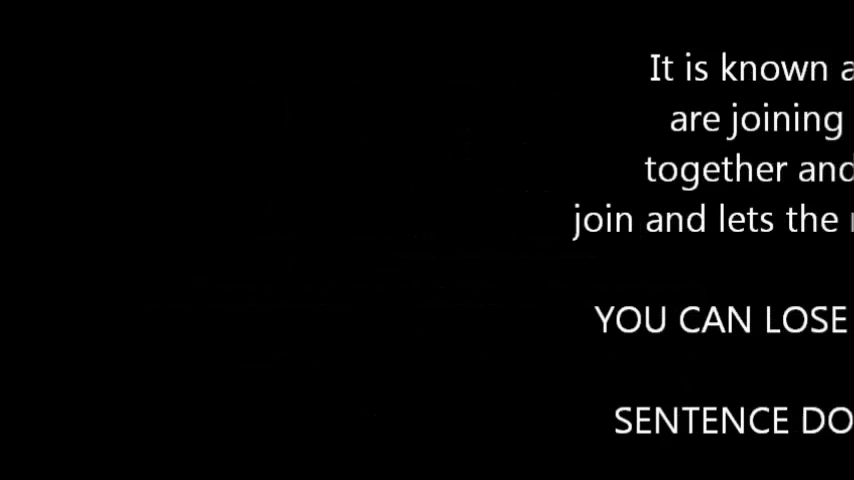 It is known a
are joining
together and
join and lets the
YOU CAN LOSE
SENTENCE DO